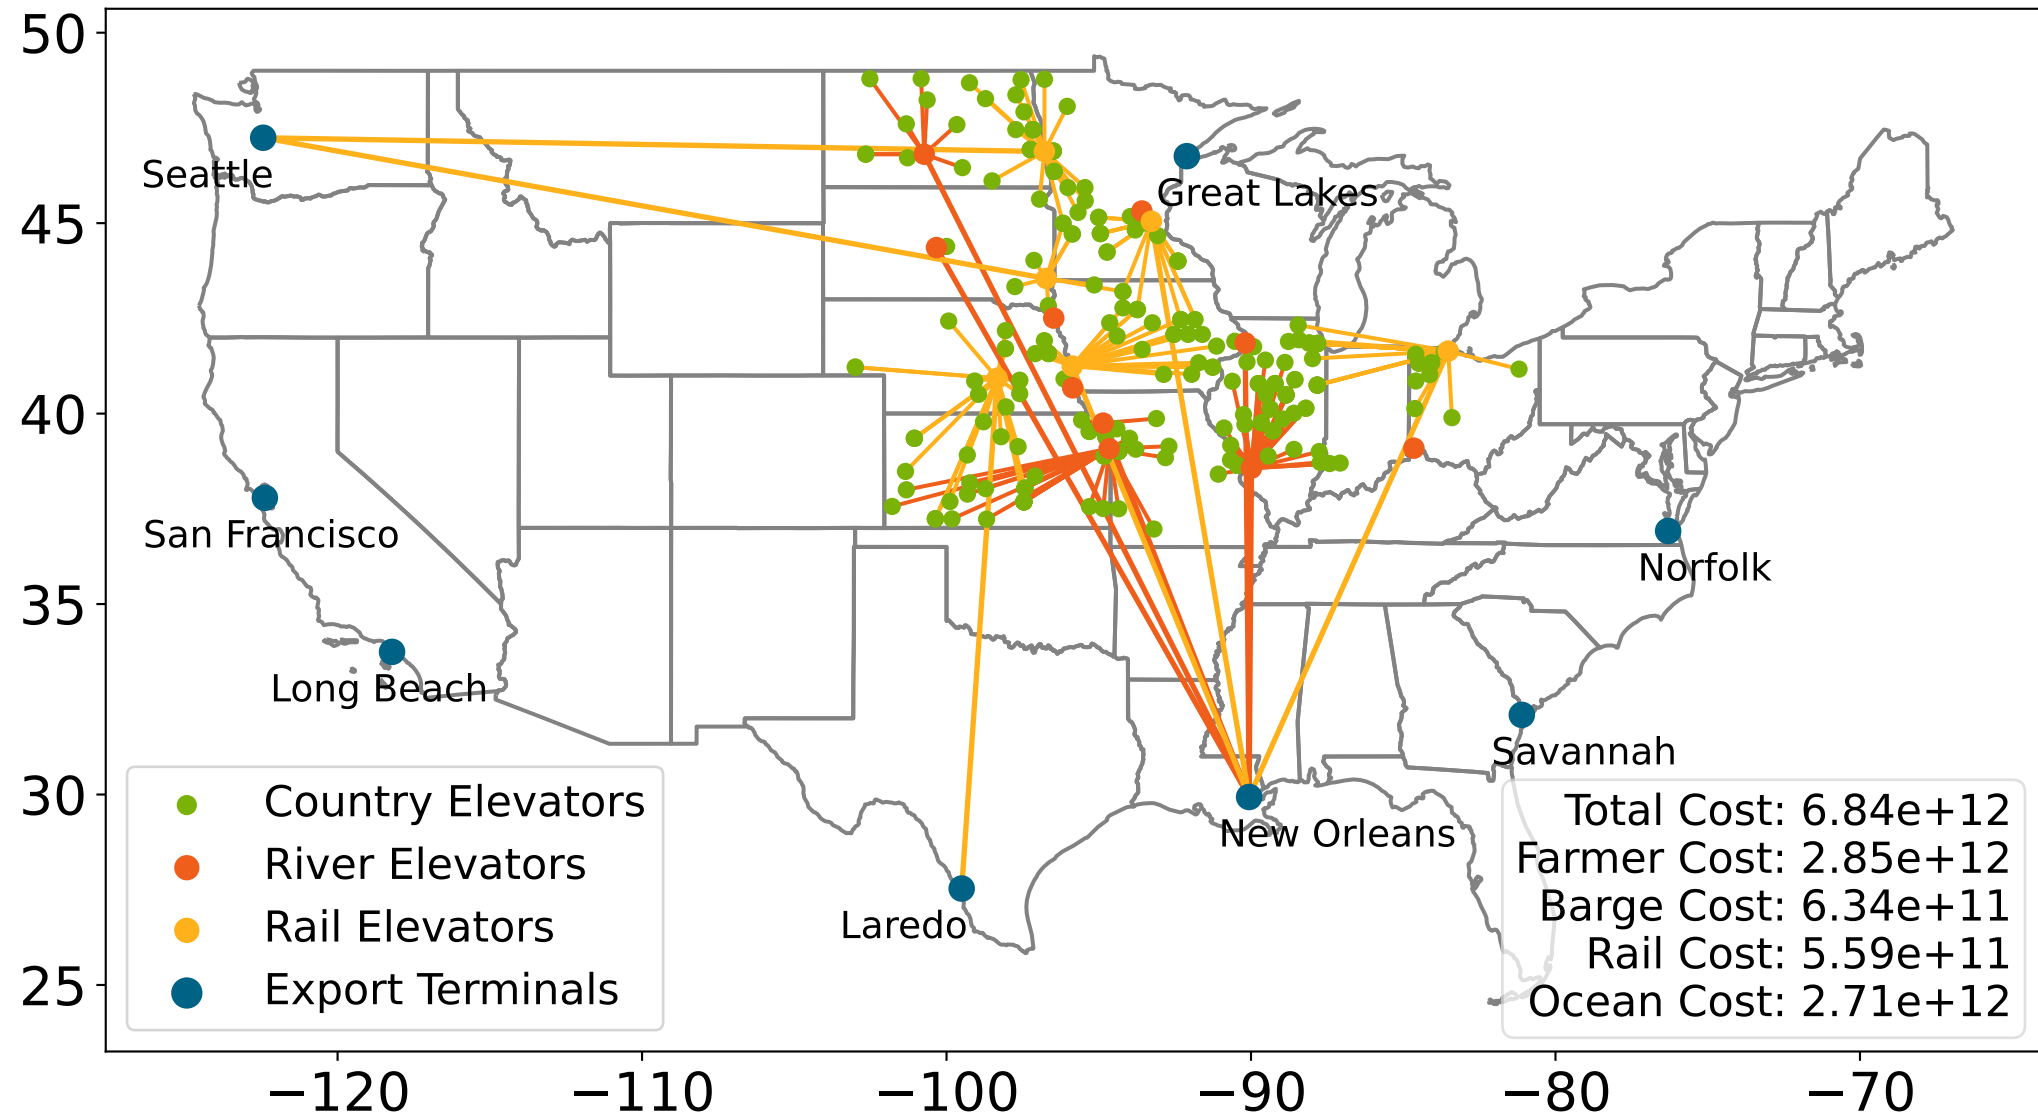 50
45
40
35
30
25
−120
−110
−100
−90
−80
−70
Seattle
Great Lakes
San Francisco
Norfolk
Long Beach
Savannah
New Orleans
Laredo
Country Elevators
River Elevators
Rail Elevators
Export Terminals
Total Cost: 6.84e+12
Farmer Cost: 2.85e+12
Barge Cost: 6.34e+11
Rail Cost: 5.59e+11
Ocean Cost: 2.71e+12